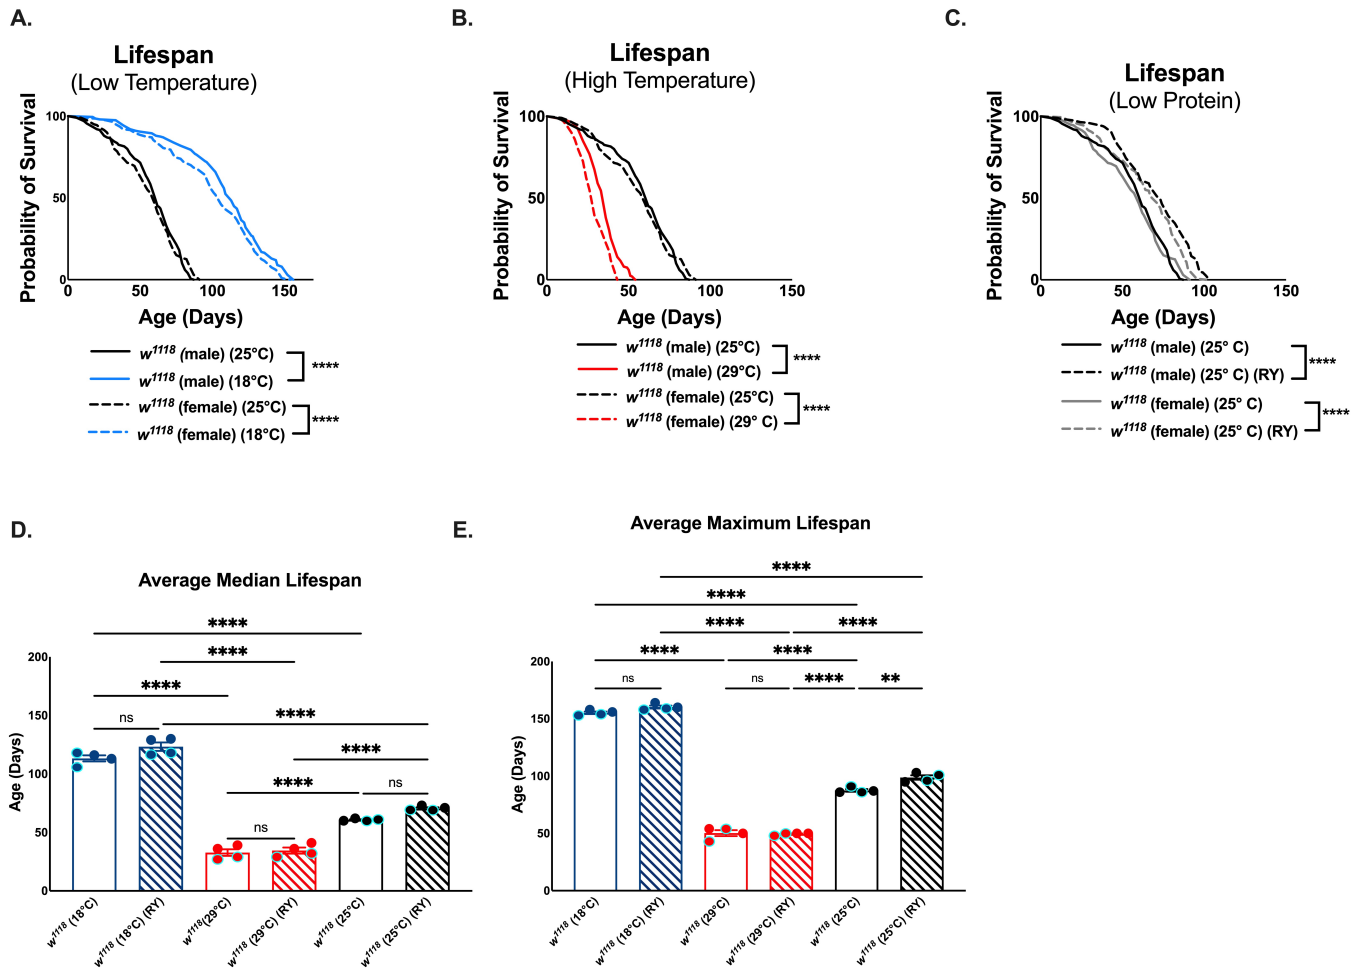 A.
B.
C.
Lifespan
(Low Temperature)
Probability of Survival
100
50
0
0 50 100 150
Age (Days)
w1118 (male) (25°C)
w1118 (male) (18°C)
****
w1118 (female) (25°C)
w1118 (female) (18°C)
****
Lifespan
(High Temperature)
Probability of Survival
100
50
0
0 50 100 150
Age (Days)
w1118 (male) (25°C)
w1118 (male) (29°C)
****
w1118 (female) (25°C)
w1118 (female) (29° C)
****
Lifespan
(Low Protein)
Probability of Survival
100
50
0
0 50 100 150
Age (Days)
w1118 (male) (25° C)
w1118 (male) (25° C) (RY)
****
w1118 (female) (25° C)
w1118 (female) (25° C) (RY)
****
D.
Average Median Lifespan
****
****
****
ns
****
****
****
ns
ns
Age (Days)
200
150
100
50
0
w1118 (18°C)
w1118 (18°C) (RY)
w1118(29°C)
w1118 (29°C) (RY)
w1118 (25°C)
w1118 (25°C) (RY)
E.
Average Maximum Lifespan
****
****
**** ****
**** ****
ns ns **** **
Age (Days)
200
150
100
50
0
w1118 (18°C)
w1118 (18°C) (RY)
w1118 (29°C)
w1118 (29°C) (RY)
w1118 (25°C)
w1118 (25°C) (RY)